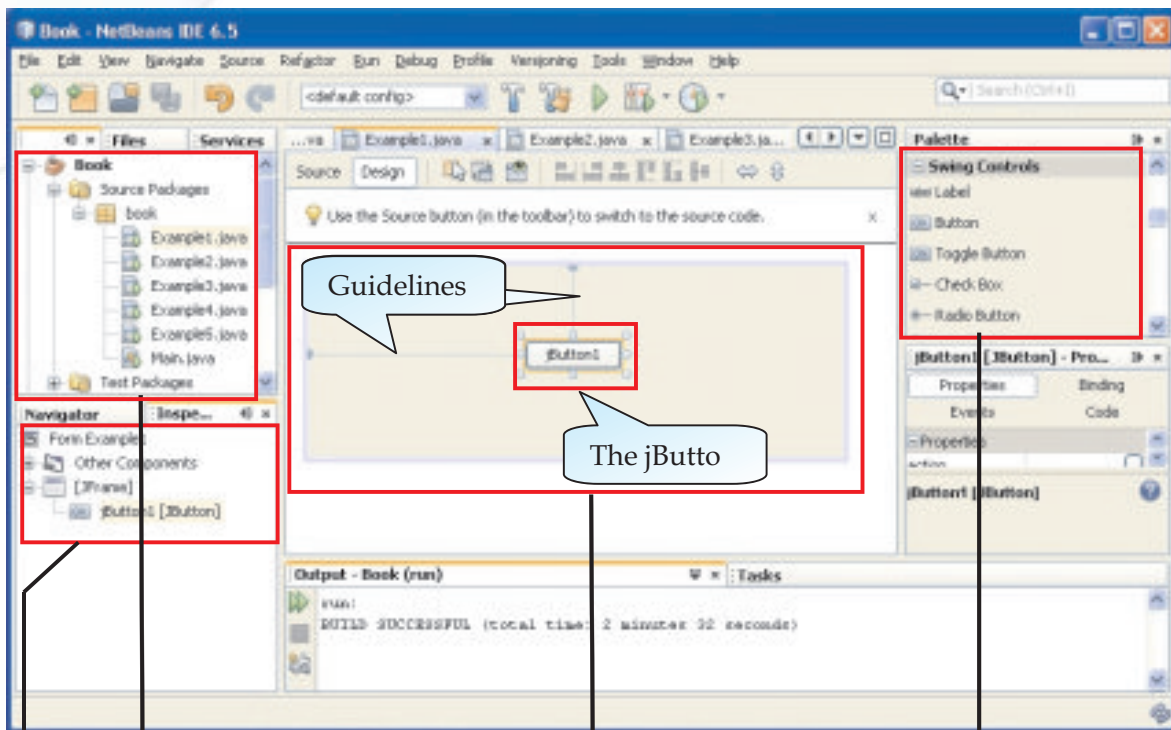 Book - NetBeans IDE 6.5
File Edit View Navigate Source Refactor Run Debug Profile Versioning Tools Window Help
<default config>
Search (Ctrl+I)
Files Services
Book
Source Packages
book
Example1.java
Example2.java
Example3.java
Example4.java
Example5.java
Main.java
Test Packages
Navigator Inspe...
Form Example1
Other Components
[JFrame]
jButton1 [JButton]
...va Example1.java x Example2.java x Example3.ja...
Source Design
Use the Source button (in the toolbar) to switch to the source code. x
Guidelines
jButton1
The jButto
Palette
Swing Controls
label Label
Button
Toggle Button
Check Box
Radio Button
jButton1 [JButton] - Pro...
Properties Binding
Events Code
Properties
action
jButton1 [JButton]
Output - Book (run) Tasks
run:
BUILD SUCCESSFUL (total time: 2 minutes 32 seconds)